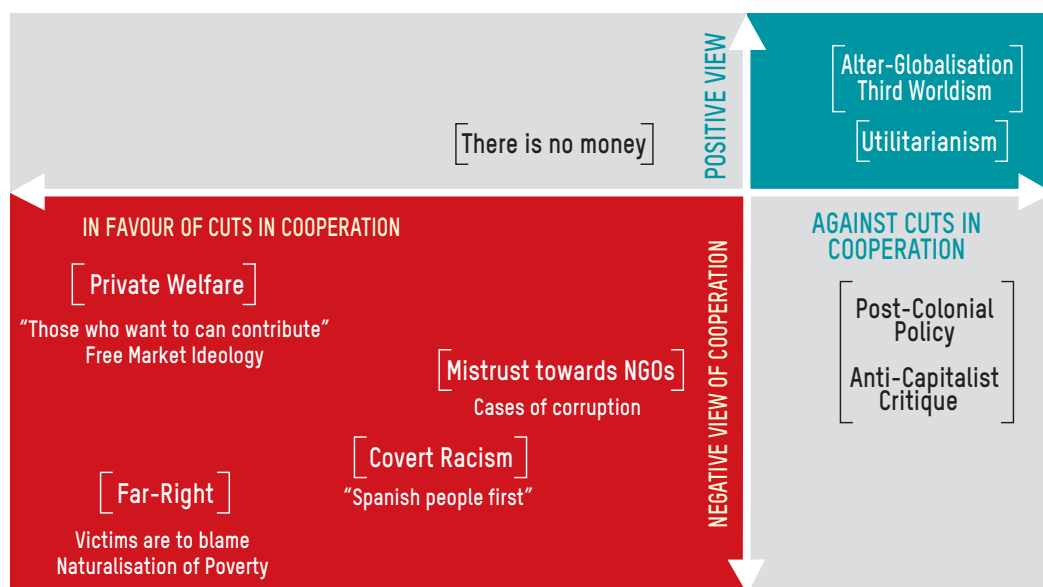 POSITIVE VIEW
Alter-Globalisation
Third Worldism
Utilitarianism
There is no money
IN FAVOUR OF CUTS IN COOPERATION
AGAINST CUTS IN
COOPERATION
NEGATIVE VIEW OF COOPERATION
Private Welfare
"Those who want to can contribute"
Free Market Ideology
Mistrust towards NGOs
Cases of corruption
Covert Racism
"Spanish people first"
Far-Right
Victims are to blame
Naturalisation of Poverty
Post-Colonial
Policy
Anti-Capitalist
Critique